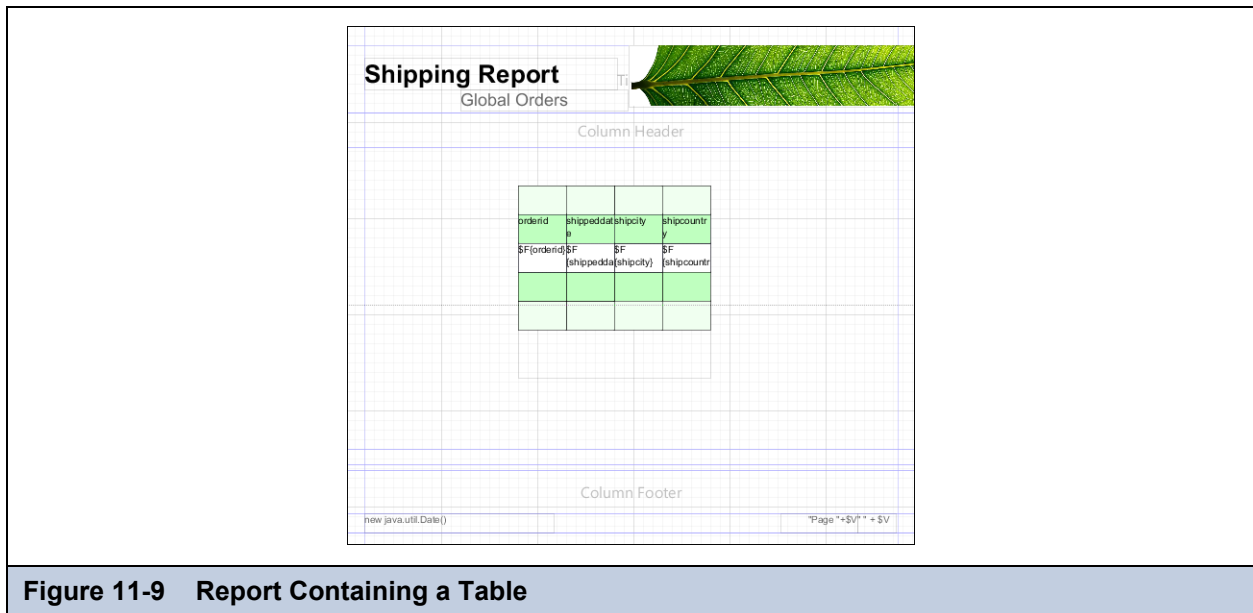 Shipping Report
Ti
Global Orders
Column Header
orderid shippeddat shipcity shipcountr
e y
$F{orderid} $F $F $F
{shippedda {shipcity} {shipcountr
Column Footer
new java.util.Date() "Page "+$V " " + $V
Figure 11-9 Report Containing a Table